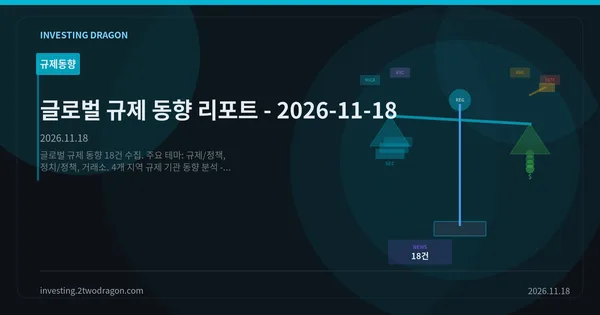 INVESTING DRAGON
규제동향
글로벌 규제 동향 리포트 - 2026-11-18
2026.11.18
글로벌 규제 동향 18건 수집. 주요 테마: 규제/정책,
정치/정책, 거래소. 4개 지역 규제 기관 동향 분석 -...
REG
SEC
$
NEWS
18건
investing.2twodragon.com
2026.11.18